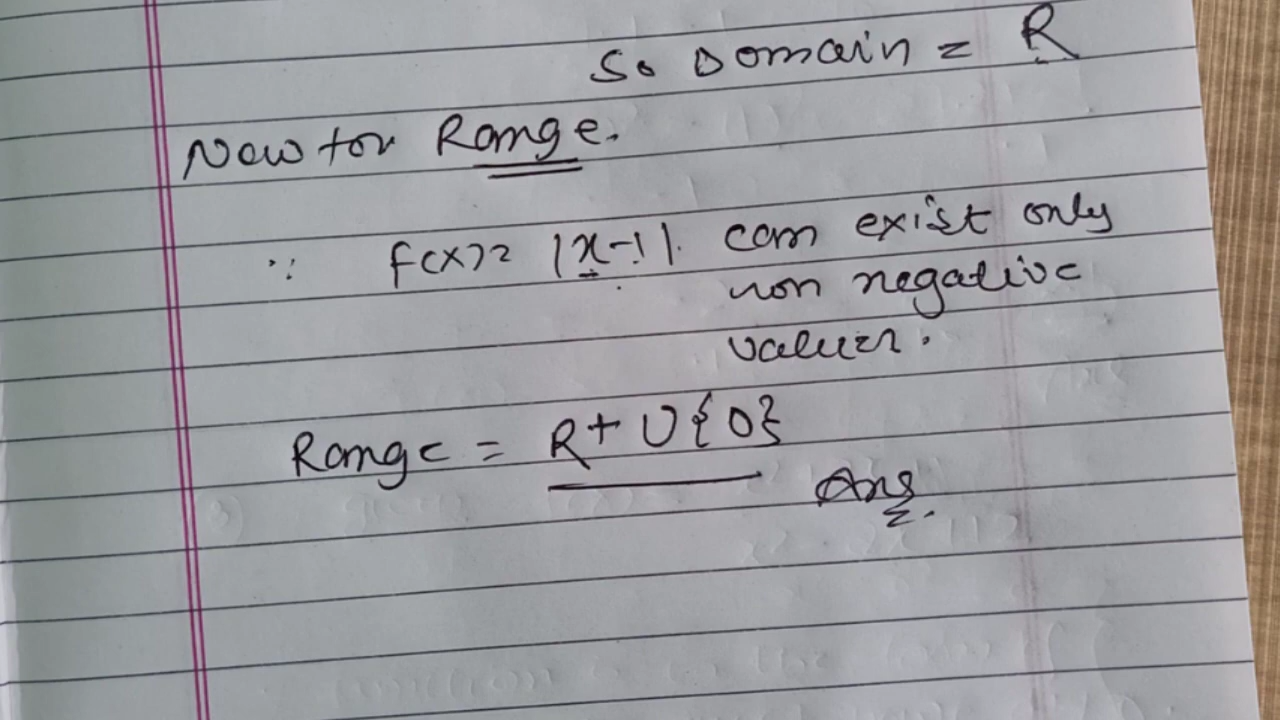 So Domain = R
Now for Range.
∵ f(x) = |x-1|. can exist only
non negative
values.
Range = R+ U{0}
Ans.